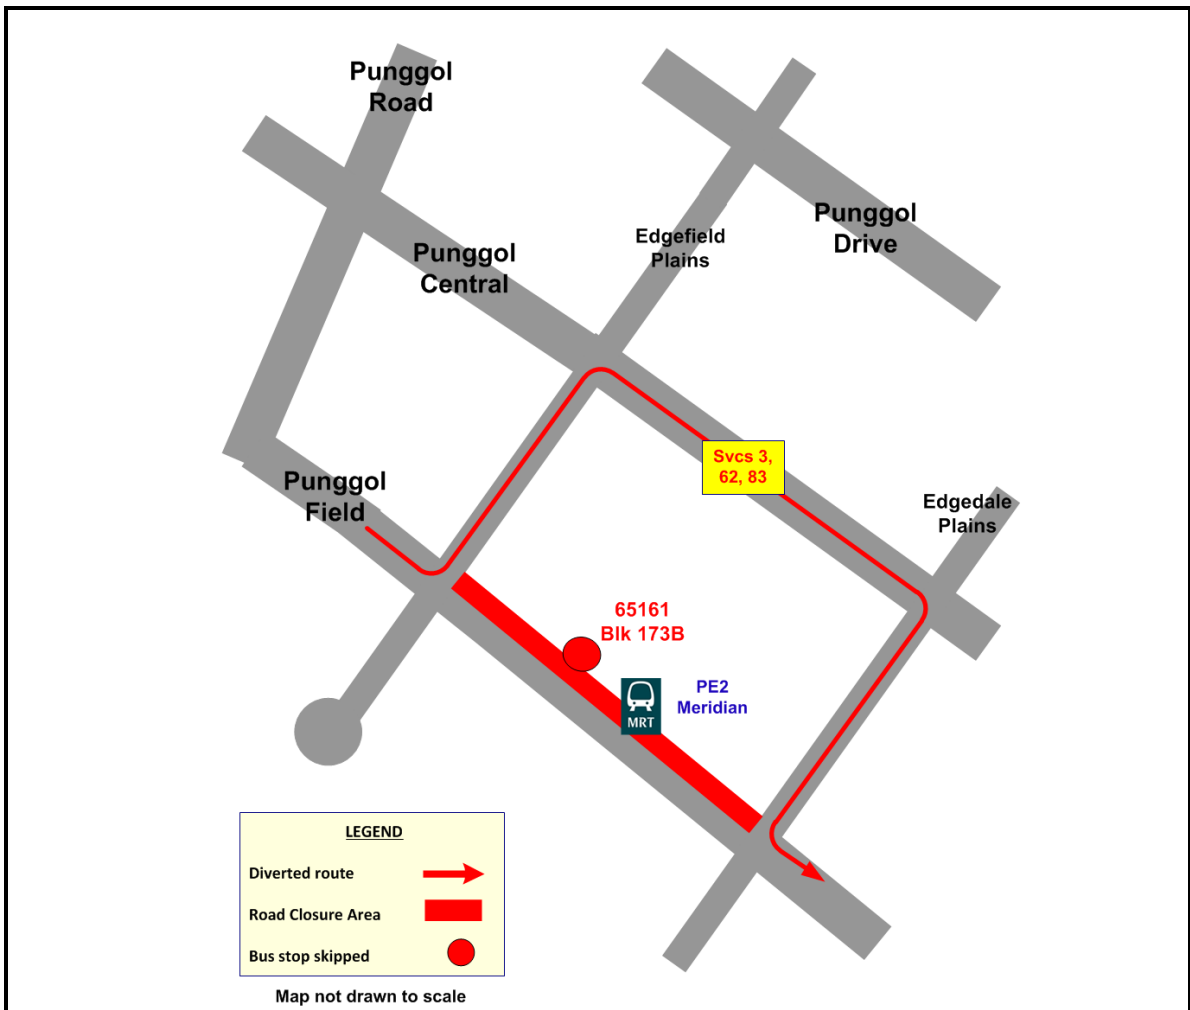 Punggol
Road
Punggol
Drive
Edgefield
Plains
Punggol
Central
Svcs 3,
62, 83
Punggol
Field
Edgedale
Plains
65161
Blk 173B
MRT
PE2
Meridian
LEGEND
Diverted route
Road Closure Area
Bus stop skipped
Map not drawn to scale